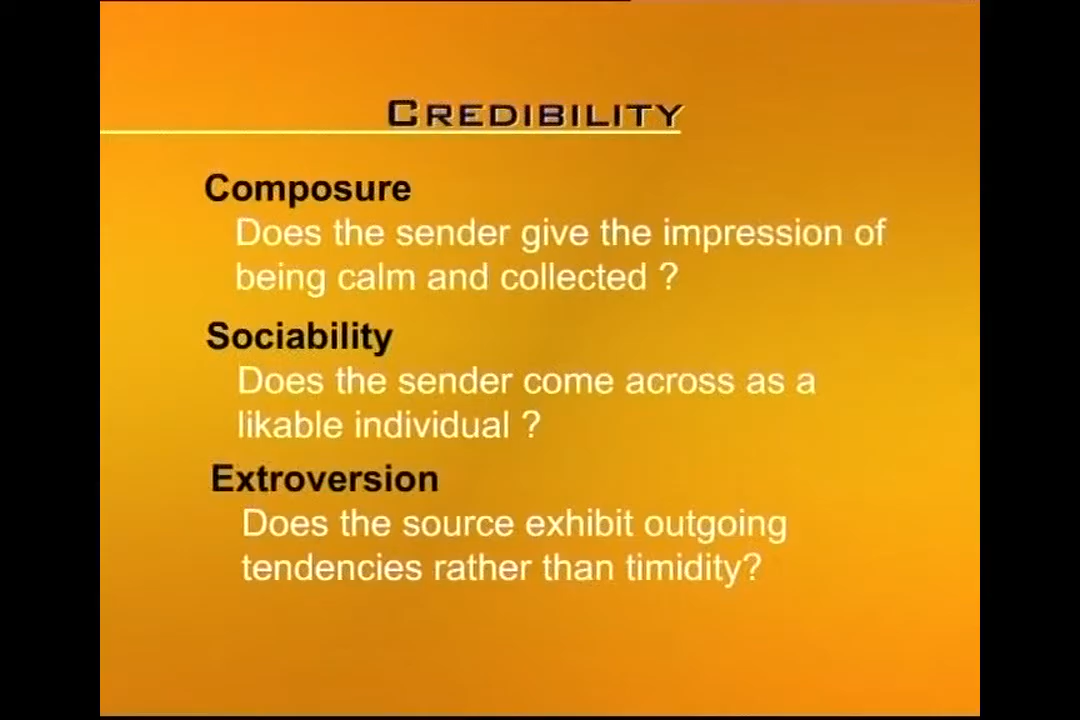 CREDIBILITY
Composure
Does the sender give the impression of
being calm and collected ?
Sociability
Does the sender come across as a
likable individual ?
Extroversion
Does the source exhibit outgoing
tendencies rather than timidity?